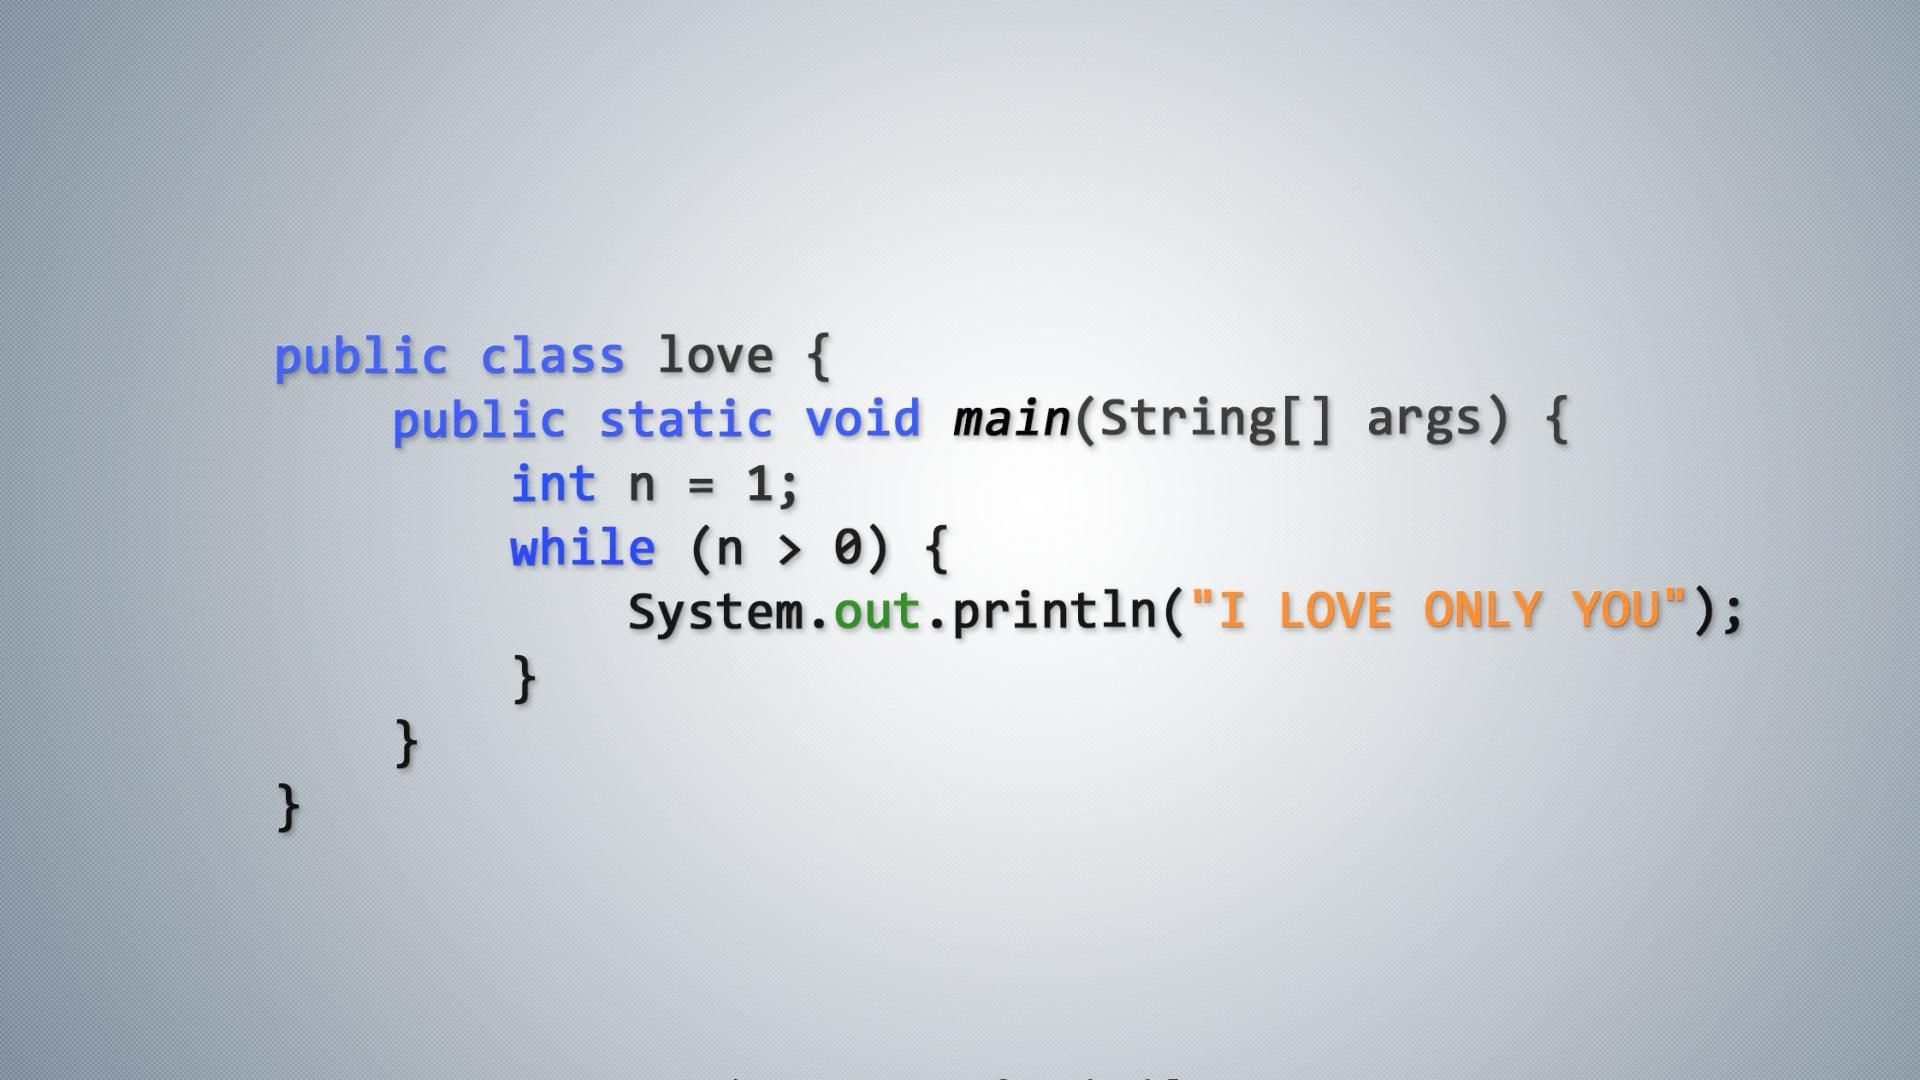 public class love {
    public static void main(String[] args) {
        int n = 1;
        while (n > 0) {
            System.out.println("I LOVE ONLY YOU");
        }
    }
}